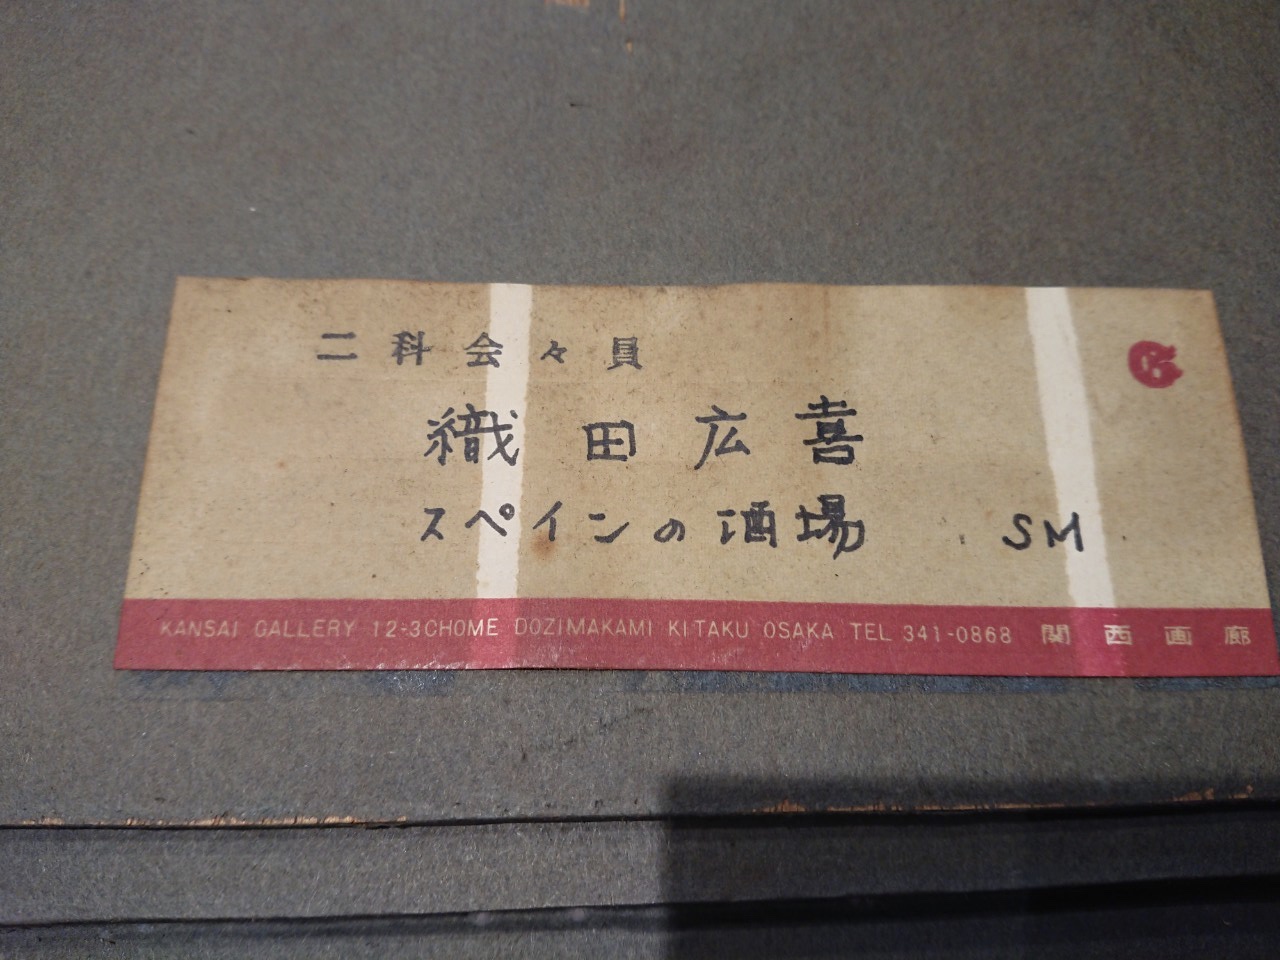 二科会々員
織田広喜
スペインの酒場 SM
KANSAI GALLERY 12-3CHOME DOZIMAKAMI KITAKU OSAKA TEL 341-0868 関西画廊